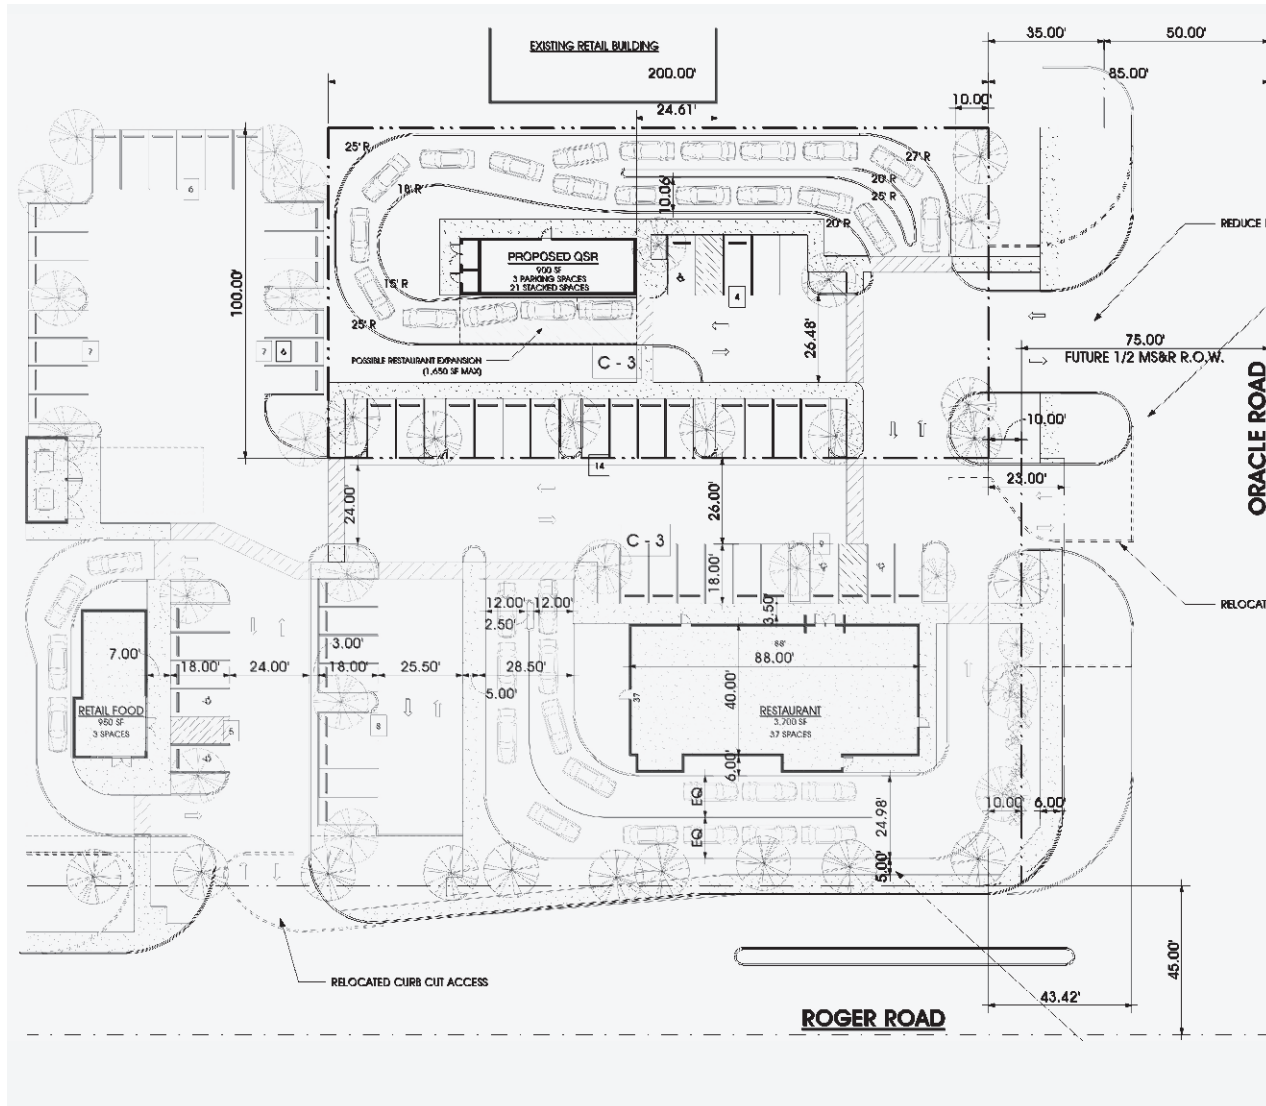 EXISTING RETAIL BUILDING
200.00'
24.61'
35.00'
50.00'
85.00'
10.00'
25' R
18' R
27' R
20' R
25' R
20' R
10.06'
6
100.00'
PROPOSED QSR
900 SF
3 PARKING SPACES
21 STACKED SPACES
4
15' R
25' R
7
7
6
26.48'
POSSIBLE RESTAURANT EXPANSION
(1,650 SF MAX)
C - 3
REDUCE
75.00'
FUTURE 1/2 MS&R R.O.W.
ORACLE ROAD
10.00'
23.00'
14
24.00'
26.00'
C - 3
9
18.00'
RELOCAT
12.00'
12.00'
2.50'
3.50'
7.00'
18.00'
24.00'
3.00'
18.00'
25.50'
28.50'
5.00'
88'
88.00'
40.00'
37
RETAIL FOOD
950 SF
3 SPACES
5
8
RESTAURANT
3,700 SF
37 SPACES
6.00'
EQ
EQ
24.98'
5.00'
10.00'
6.00'
RELOCATED CURB CUT ACCESS
45.00'
43.42'
ROGER ROAD